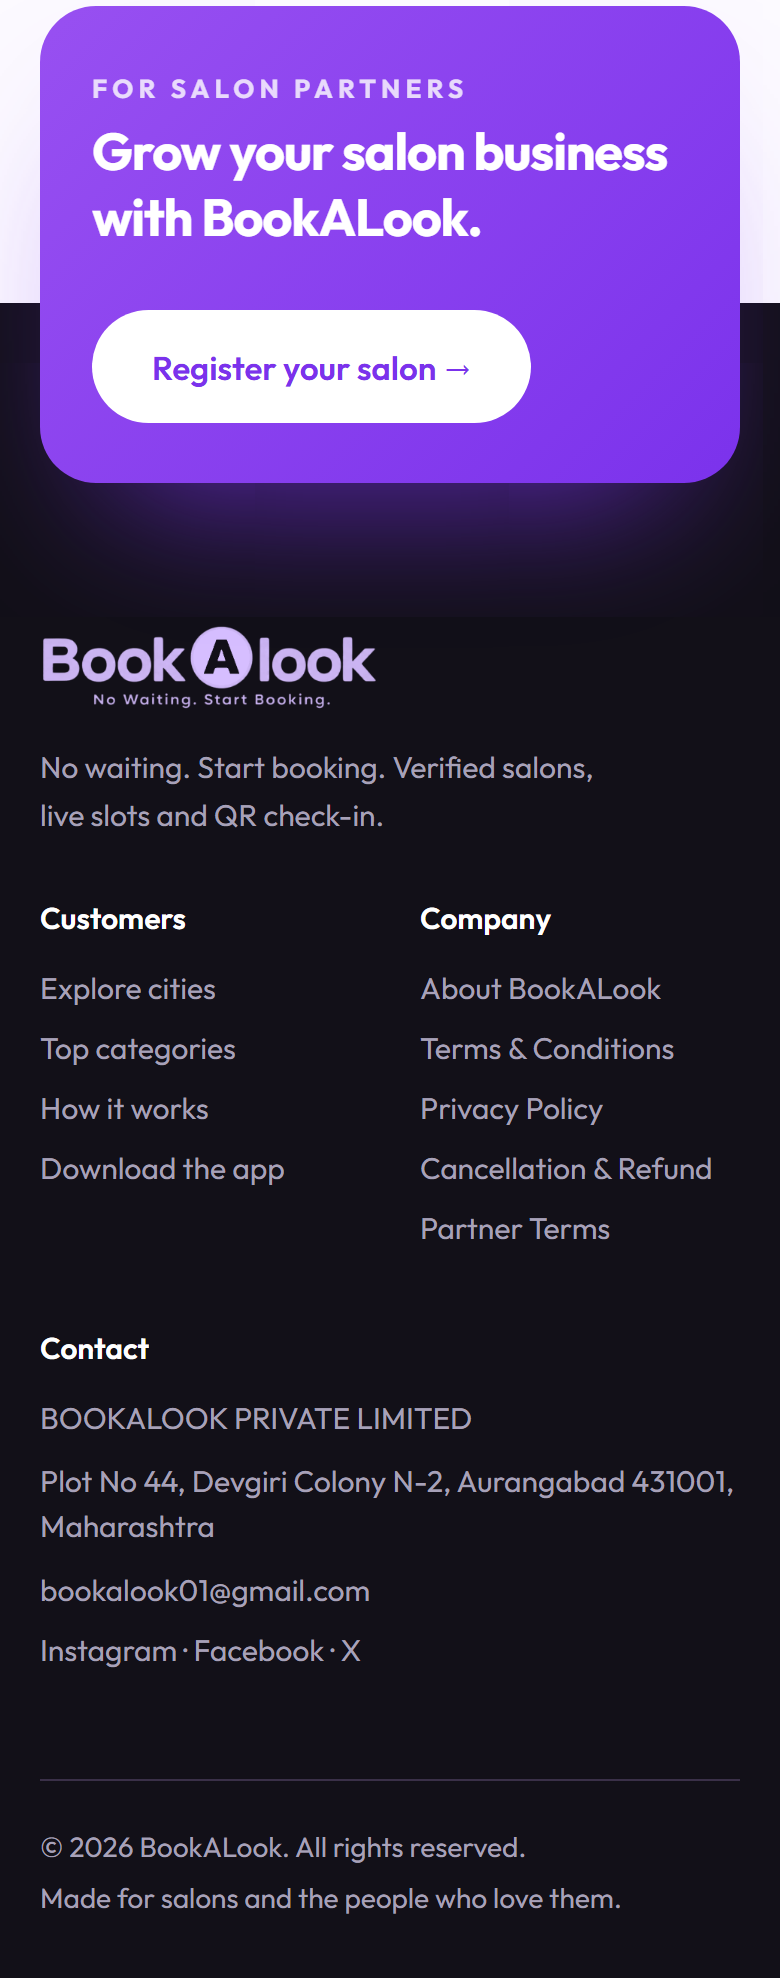 FOR SALON PARTNERS
Grow your salon business
with BookALook.
Register your salon →
BookAlook
No Waiting. Start Booking.
No waiting. Start booking. Verified salons,
live slots and QR check-in.
Customers
Explore cities
Top categories
How it works
Download the app
Company
About BookALook
Terms & Conditions
Privacy Policy
Cancellation & Refund
Partner Terms
Contact
BOOKALOOK PRIVATE LIMITED
Plot No 44, Devgiri Colony N-2, Aurangabad 431001,
Maharashtra
bookalook01@gmail.com
Instagram · Facebook · X
© 2026 BookALook. All rights reserved.
Made for salons and the people who love them.